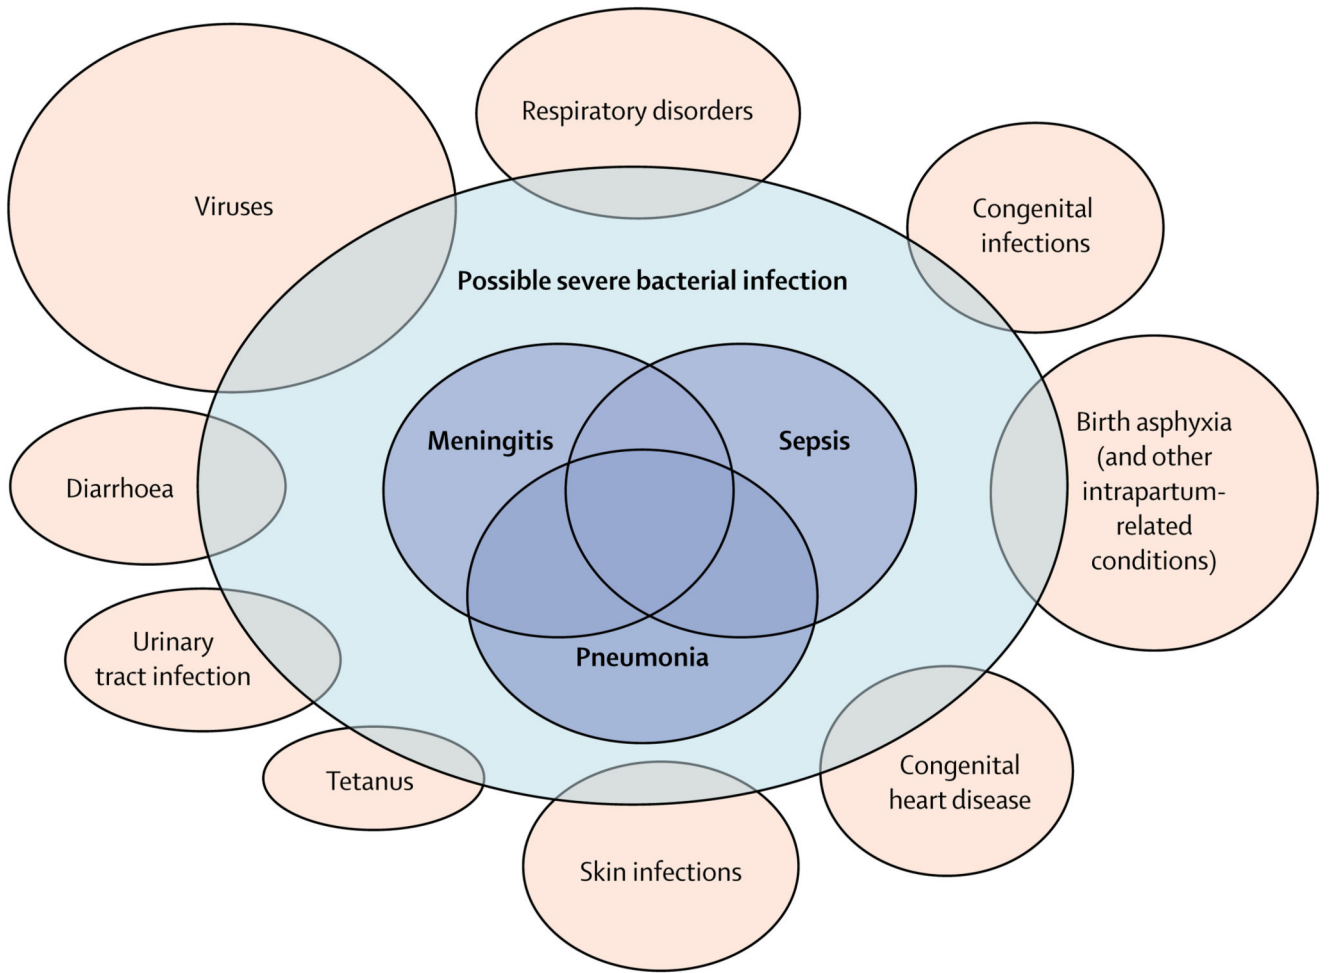 Respiratory disorders
Viruses
Congenital
infections
Possible severe bacterial infection
Meningitis
Sepsis
Birth asphyxia
(and other
intrapartum-
related
conditions)
Diarrhoea
Urinary
tract infection
Pneumonia
Tetanus
Congenital
heart disease
Skin infections